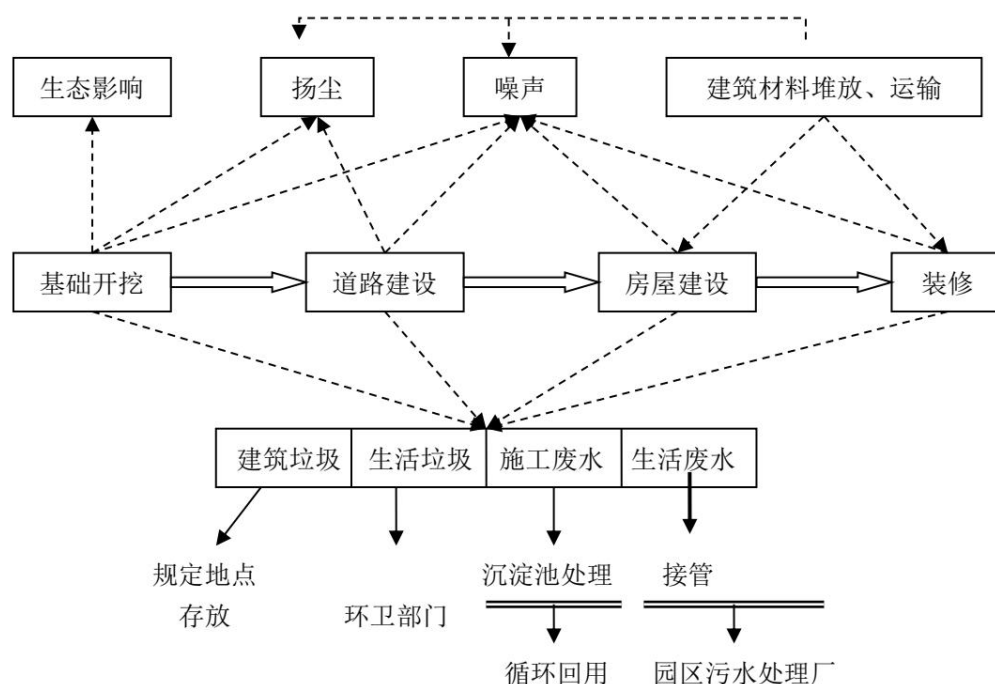 生态影响
扬尘
噪声
建筑材料堆放、运输
基础开挖
道路建设
房屋建设
装修
建筑垃圾
生活垃圾
施工废水
生活废水
规定地点
存放
环卫部门
沉淀池处理
接管
循环回用
园区污水处理厂